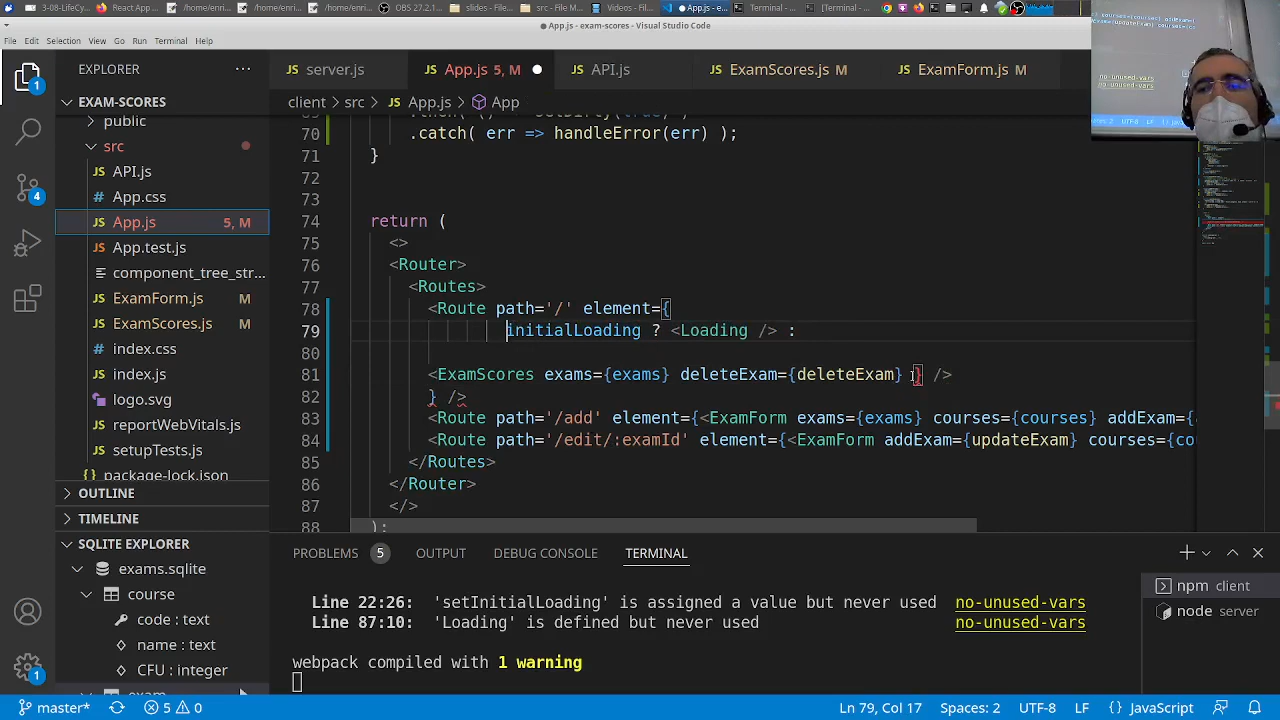 App.js - exam-scores - Visual Studio Code
File Edit Selection View Go Run Terminal Help
EXPLORER
server.js
App.js 5, M
API.js
ExamScores.js M
ExamForm.js M
EXAM-SCORES
client > src > App.js > App
public
src
API.js
App.css
App.js 5, M
App.test.js
component_tree_str...
ExamForm.js M
ExamScores.js M
index.css
index.js
logo.svg
reportWebVitals.js
setupTests.js
package-lock.json
OUTLINE
TIMELINE
SQLITE EXPLORER
exams.sqlite
course
code : text
name : text
CFU : integer
70 .catch( err => handleError(err) );
71 }
72
73
74 return (
75 <>
76 <Router>
77 <Routes>
78 <Route path='/' element={
79 initialLoading ? <Loading /> :
80
81 <ExamScores exams={exams} deleteExam={deleteExam} } />
82 } />
83 <Route path='/add' element={<ExamForm exams={exams} courses={courses} addExam={
84 <Route path='/edit/:examId' element={<ExamForm addExam={updateExam} courses={co
85 </Routes>
86 </Router>
87 </>
88 );
PROBLEMS 5 OUTPUT DEBUG CONSOLE TERMINAL
Line 22:26: 'setInitialLoading' is assigned a value but never used no-unused-vars
Line 87:10: 'Loading' is defined but never used no-unused-vars
webpack compiled with 1 warning
npm client
node server
master* 5 0 Ln 79, Col 17 Spaces: 2 UTF-8 LF JavaScript